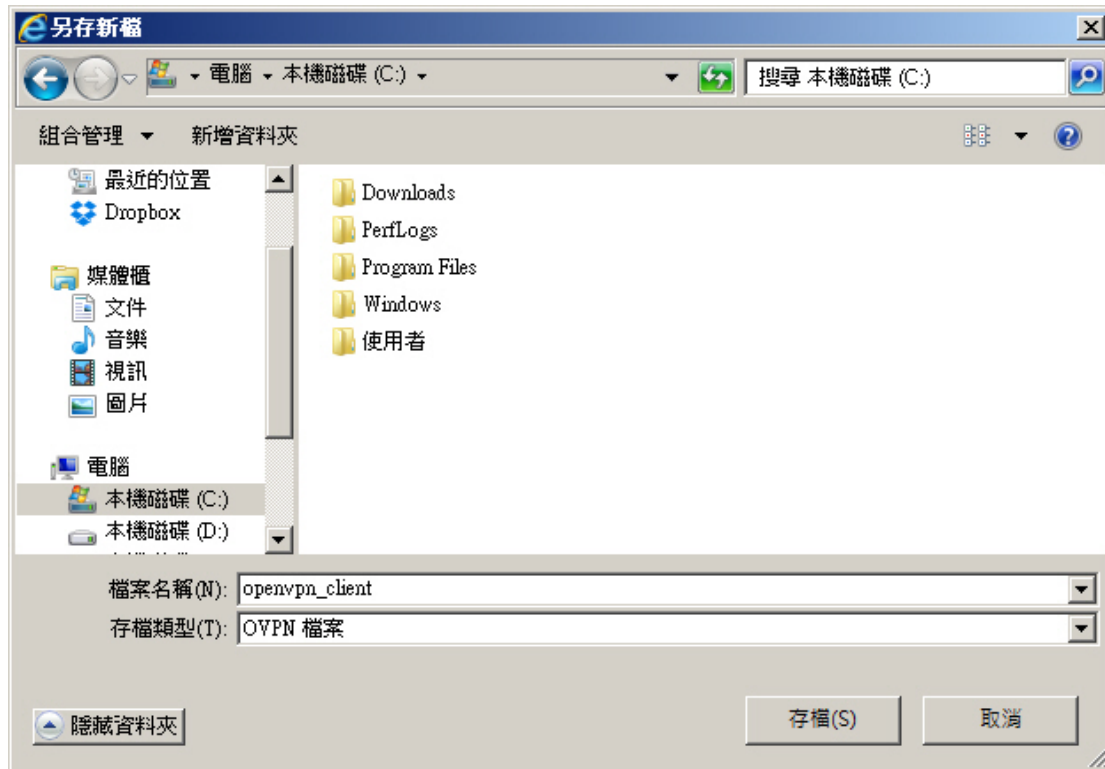 另存新檔
電腦 本機磁碟 (C:)
搜尋 本機磁碟 (C:)
組合管理 新增資料夾
最近的位置
Dropbox
媒體櫃
文件
音樂
視訊
圖片
電腦
本機磁碟 (C:)
本機磁碟 (D:)
Downloads
PerfLogs
Program Files
Windows
使用者
檔案名稱(N): openvpn_client
存檔類型(T): OVPN 檔案
隱藏資料夾
存檔(S)
取消